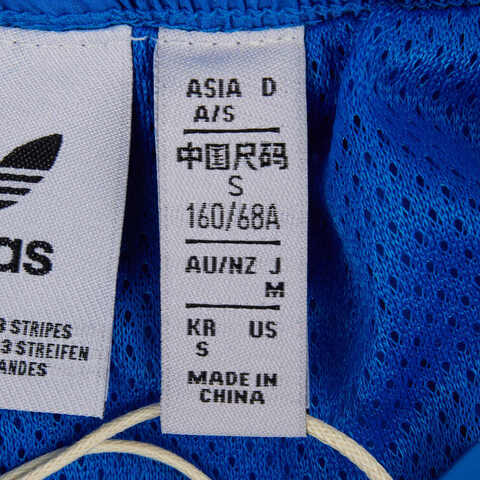 das
3 STRIPES
3 STREIFEN
ANDES
ASIA D
A/S
中国尺码
S
160/68A
AU/NZ J
M
KR US
S
MADE IN
CHINA